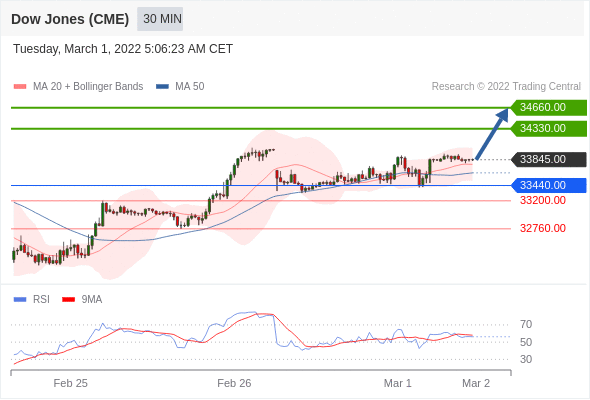 Dow Jones (CME) 30 MIN
Tuesday, March 1, 2022 5:06:23 AM CET
MA 20 + Bollinger Bands MA 50 Research © 2022 Trading Central
34660.00
34330.00
33845.00
33440.00
33200.00
32760.00
RSI 9MA
70
50
30
Feb 25 Feb 26 Mar 1 Mar 2